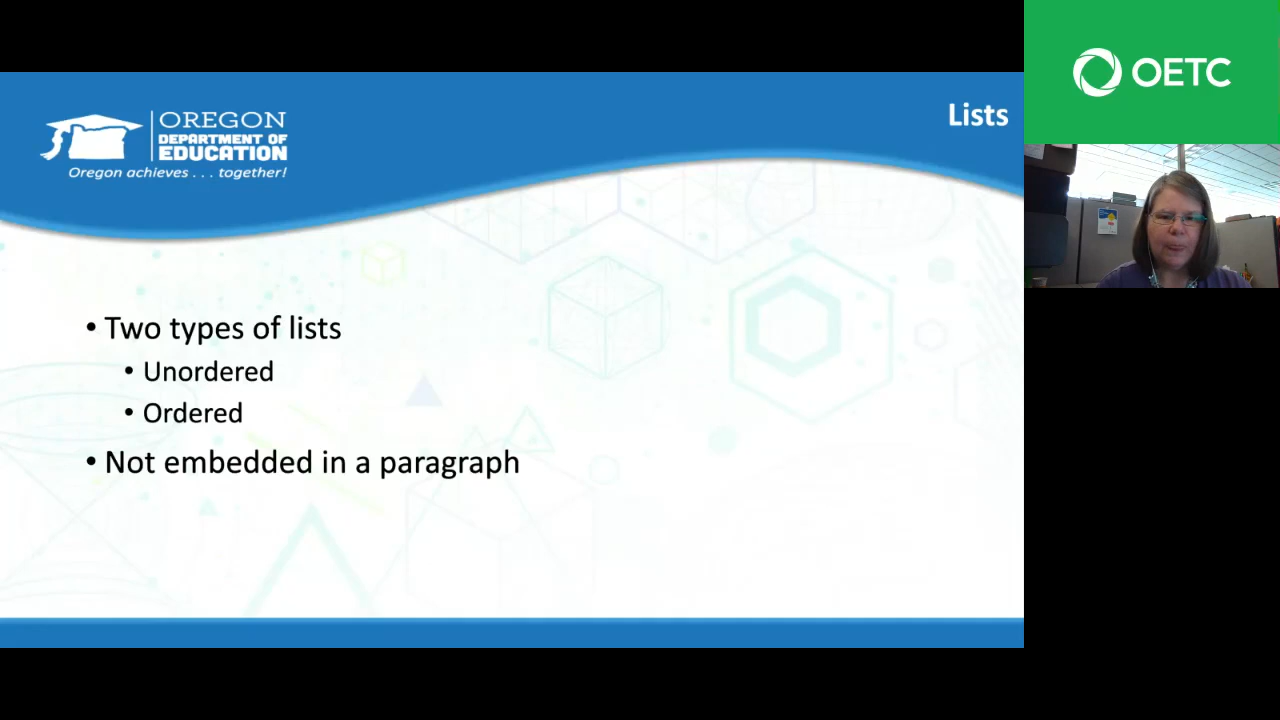 OREGON
DEPARTMENT OF
EDUCATION
Oregon achieves . . . together!
Lists
OETC
• Two types of lists
• Unordered
• Ordered
• Not embedded in a paragraph